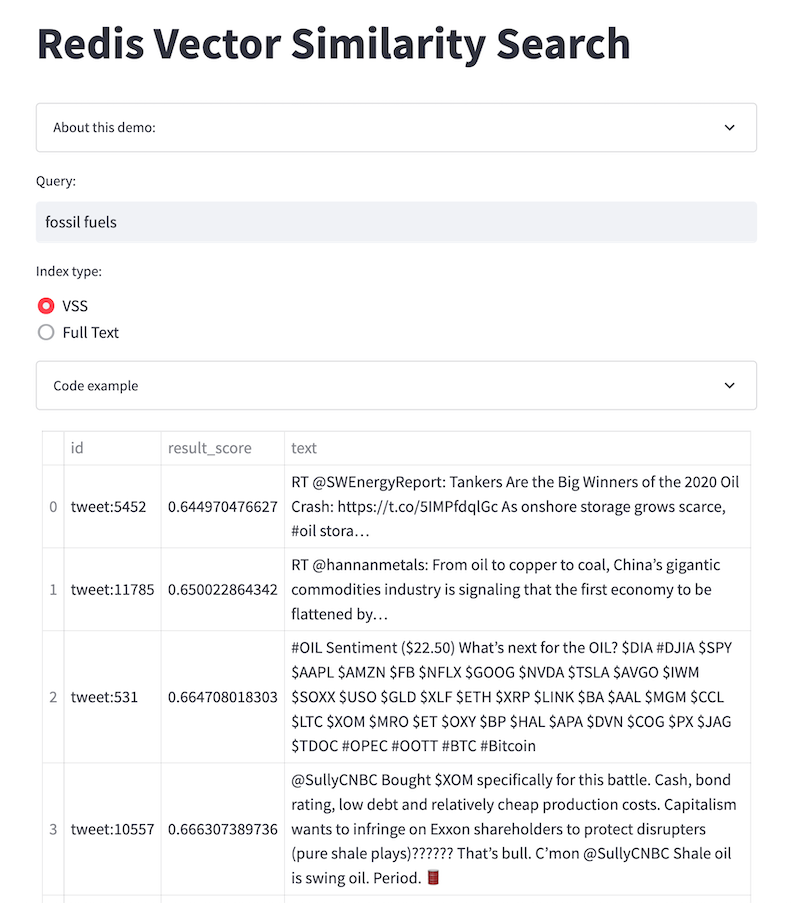 Redis Vector Similarity Search
About this demo:
Query:
fossil fuels
Index type:
VSS
Full Text
Code example
id result_score text
0 tweet:5452 0.644970476627 RT @SWEnergyReport: Tankers Are the Big Winners of the 2020 Oil
Crash: https://t.co/5IMPfdqlGc As onshore storage grows scarce,
#oil stora…
1 tweet:11785 0.650022864342 RT @hannanmetals: From oil to copper to coal, China’s gigantic
commodities industry is signaling that the first economy to be
flattened by…
2 tweet:531 0.664708018303 #OIL Sentiment ($22.50) What’s next for the OIL? $DIA #DJIA $SPY
$AAPL $AMZN $FB $NFLX $GOOG $NVDA $TSLA $AVGO $IWM
$SOXX $USO $GLD $XLF $ETH $XRP $LINK $BA $AAL $MGM $CCL
$LTC $XOM $MRO $ET $OXY $BP $HAL $APA $DVN $COG $PX $JAG
$TDOC #OPEC #OOTT #BTC #Bitcoin
3 tweet:10557 0.666307389736 @SullyCNBC Bought $XOM specifically for this battle. Cash, bond
rating, low debt and relatively cheap production costs. Capitalism
wants to infringe on Exxon shareholders to protect disrupters
(pure shale plays)?????? That’s bull. C’mon @SullyCNBC Shale oil
is swing oil. Period. 🛢